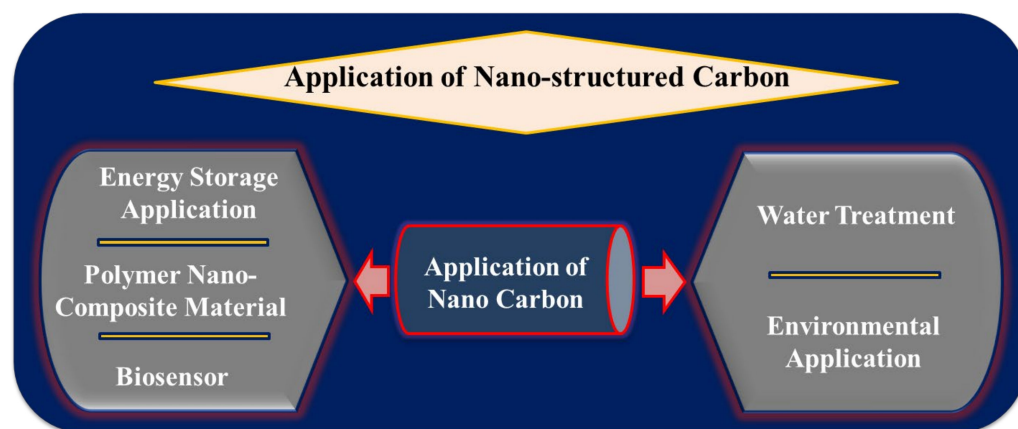 Application of Nano-structured Carbon
Energy Storage
Application
Polymer Nano-
Composite Material
Biosensor
Application of
Nano Carbon
Water Treatment
Environmental
Application